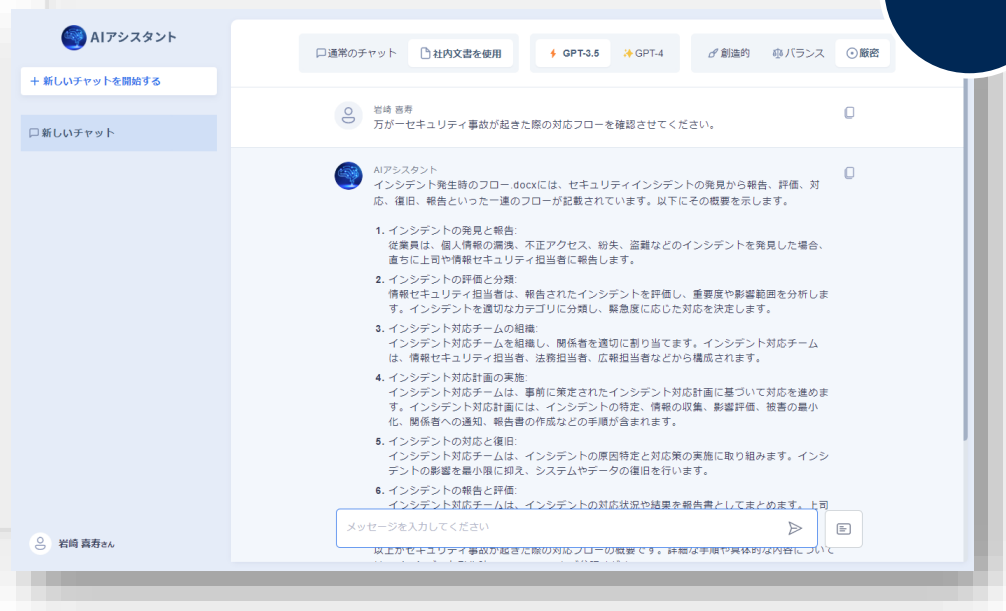 AIアシスタント
+ 新しいチャットを開始する
新しいチャット
通常のチャット 社内文書を使用 GPT-3.5 GPT-4 創造的 バランス 厳密
岩崎 喜寿
万が一セキュリティ事故が起きた際の対応フローを確認させてください。
AIアシスタント
インシデント発生時のフロー.docxには、セキュリティインシデントの発見から報告、評価、対
応、復旧、報告といった一連のフローが記載されています。以下にその概要を示します。
1. インシデントの発見と報告:
従業員は、個人情報の漏洩、不正アクセス、紛失、盗難などのインシデントを発見した場合、
直ちに上司や情報セキュリティ担当者に報告します。
2. インシデントの評価と分類:
情報セキュリティ担当者は、報告されたインシデントを評価し、重要度や影響範囲を分析しま
す。インシデントを適切なカテゴリに分類し、緊急度に応じた対応を決定します。
3. インシデント対応チームの組織:
インシデント対応チームを組織し、関係者を適切に割り当てます。インシデント対応チーム
は、情報セキュリティ担当者、法務担当者、広報担当者などから構成されます。
4. インシデント対応計画の実施:
インシデント対応チームは、事前に策定されたインシデント対応計画に基づいて対応を進めま
す。インシデント対応計画には、インシデントの特定、情報の収集、影響評価、被害の最小
化、関係者への通知、報告書の作成などの手順が含まれます。
5. インシデントの対応と復旧:
インシデント対応チームは、インシデントの原因特定と対応策の実施に取り組みます。インシ
デントの影響を最小限に抑え、システムやデータの復旧を行います。
6. インシデントの報告と評価:
インシデント対応チームは、インシデントの対応状況や結果を報告書としてまとめます。上司
メッセージを入力してください
以上がセキュリティ事故が起きた際の対応フローの概要です。詳細な手順や具体的な内容について
岩崎 喜寿さん